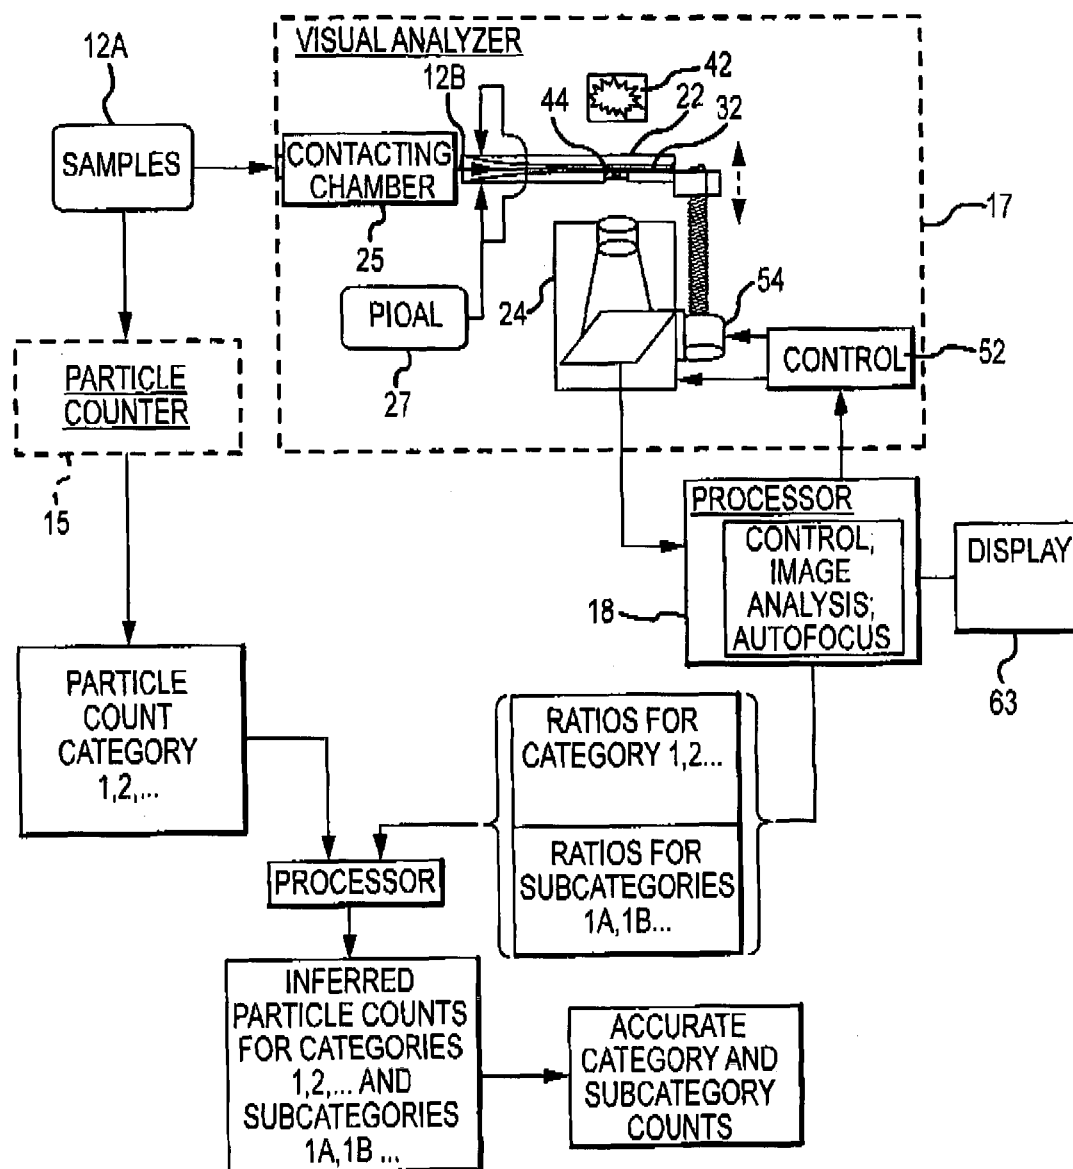 12A
VISUAL ANALYZER
12B
42
44
22
32
SAMPLES
CONTACTING
CHAMBER
17
25
24
54
PIOAL
27
CONTROL
52
PARTICLE
COUNTER
15
PROCESSOR
CONTROL;
IMAGE
ANALYSIS;
AUTOFOCUS
18
DISPLAY
63
PARTICLE
COUNT
CATEGORY
1,2,...
RATIOS FOR
CATEGORY 1,2...
RATIOS FOR
SUBCATEGORIES
1A,1B...
PROCESSOR
INFERRED
PARTICLE COUNTS
FOR CATEGORIES
1,2,... AND
SUBCATEGORIES
1A,1B ...
ACCURATE
CATEGORY AND
SUBCATEGORY
COUNTS